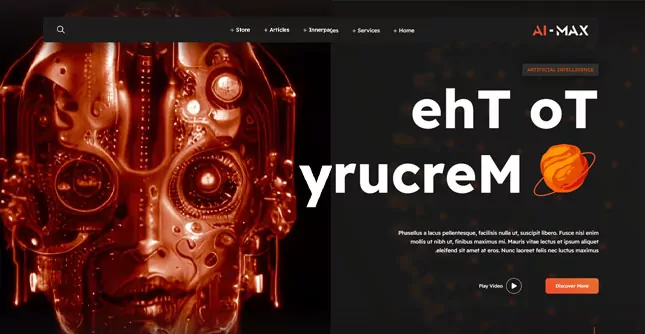 + Store + Articles + Innerpages + Services + Home AI-MAX
ARTIFICIAL INTELLIGENCE
ehT oT
yrucreM
Phasellus a lacus pellentesque, facilisis nulla ut, suscipit libero. Fusce nisi enim
mollis ut nibh ut, finibus maximus mi. Mauris vitae lectus et ipsum aliquet
.eleifend sit amet at eros. Nunc laoreet felis nec luctus maximus
Play Video Discover More